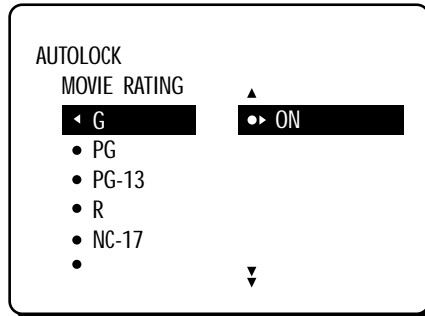 AUTOLOCK
MOVIE RATING
G ON
PG
PG-13
R
NC-17